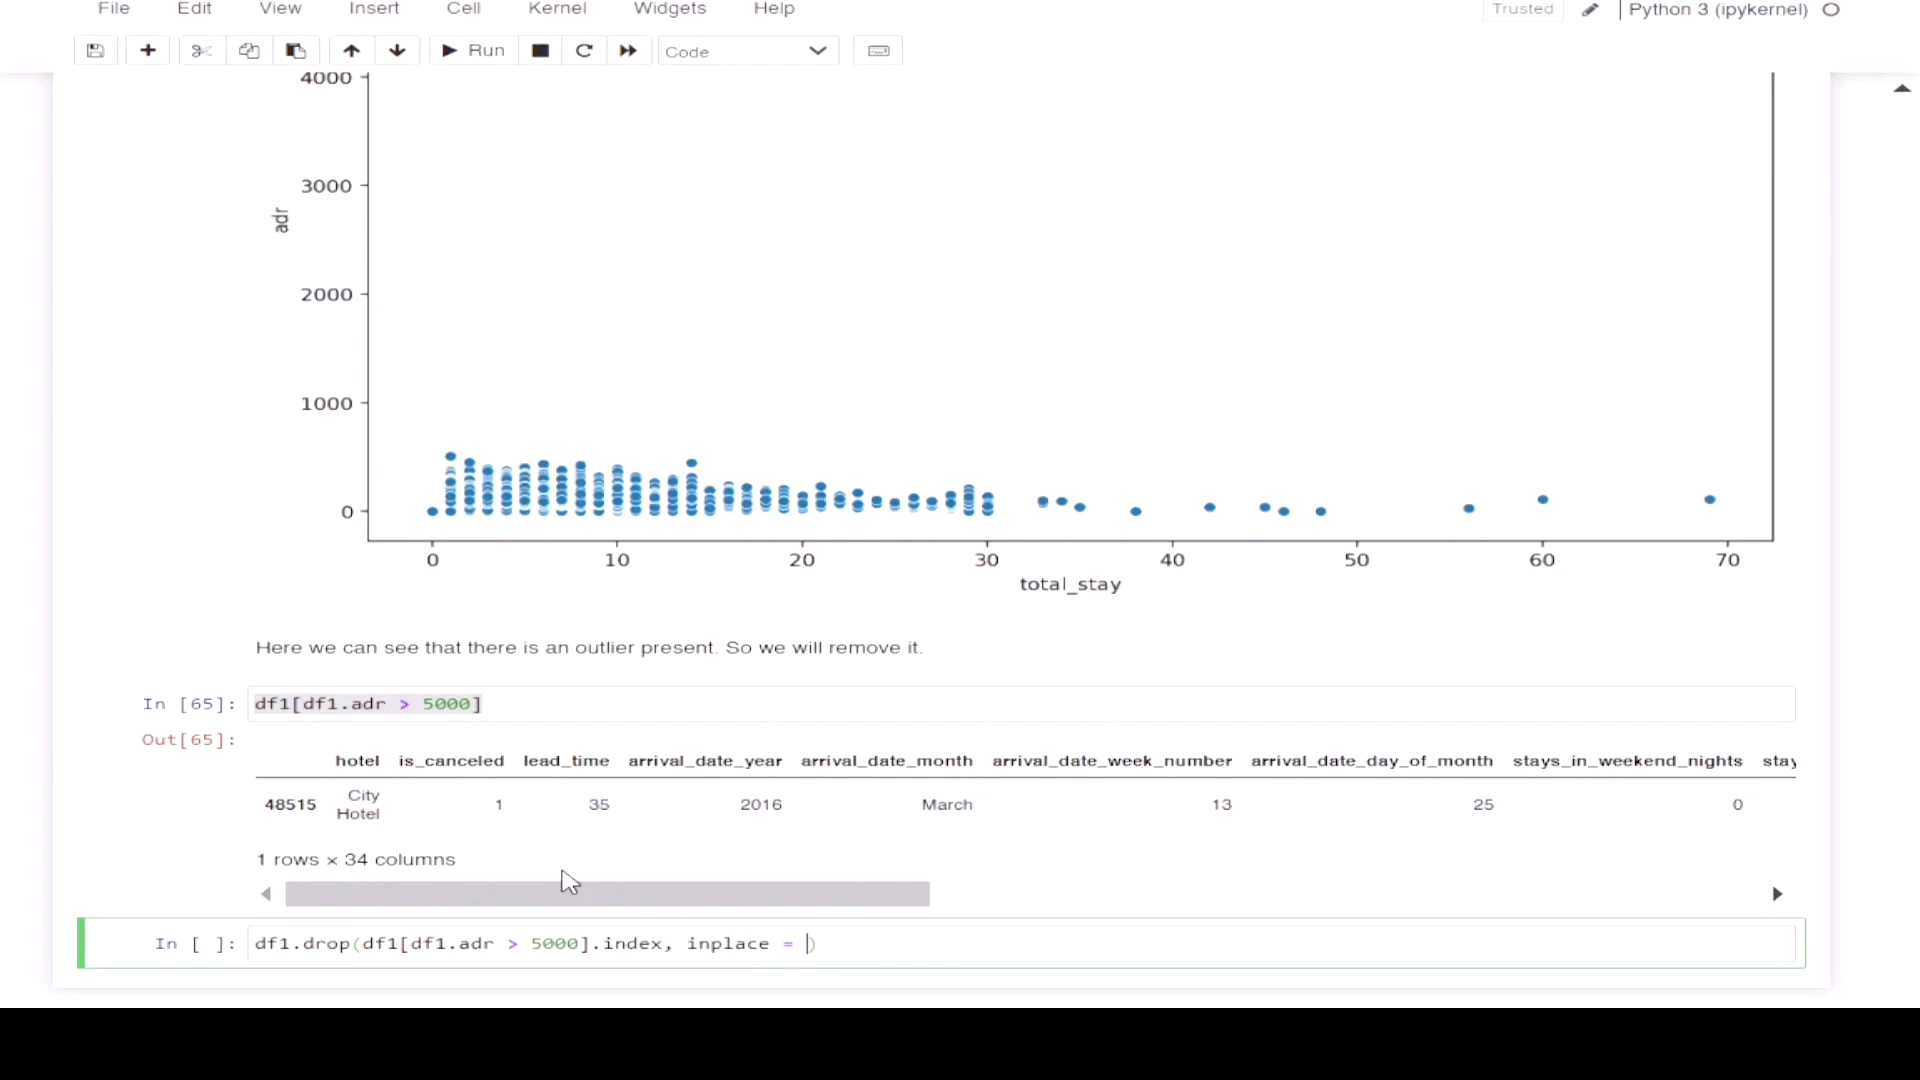 File Edit View Insert Cell Kernel Widgets Help Trusted Python 3 (ipykernel)
Run Code
4000
3000
adr
2000
1000
0
0 10 20 30 40 50 60 70
total_stay
Here we can see that there is an outlier present. So we will remove it.
In [65]: df1[df1.adr > 5000]
Out[65]:
hotel is_canceled lead_time arrival_date_year arrival_date_month arrival_date_week_number arrival_date_day_of_month stays_in_weekend_nights stay
48515 City Hotel 1 35 2016 March 13 25 0
1 rows × 34 columns
In [ ]: df1.drop(df1[df1.adr > 5000].index, inplace = )